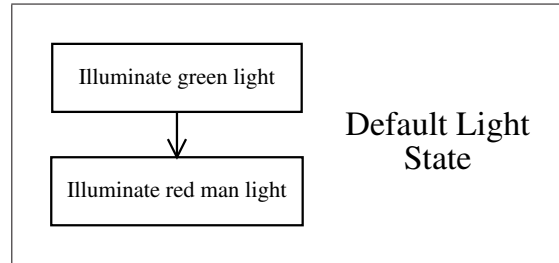 Illuminate green light
Illuminate red man light
Default Light
State